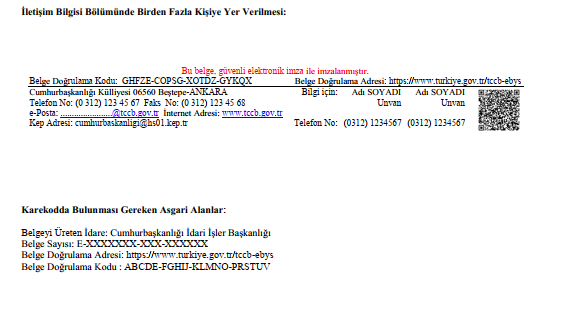 İletişim Bilgisi Bölümünde Birden Fazla Kişiye Yer Verilmesi:
Bu belge, güvenli elektronik imza ile imzalanmıştır.
Belge Doğrulama Kodu: GHFZE-COPSG-XOTDZ-GYKQX Belge Doğrulama Adresi: https://www.turkiye.gov.tr/tccb-ebys
Cumhurbaşkanlığı Külliyesi 06560 Beştepe-ANKARA Bilgi için: Adı SOYADI Adı SOYADI
Telefon No: (0 312) 123 45 67 Faks No: (0 312) 123 45 68 Unvan Unvan
e-Posta: ........................@tccb.gov.tr İnternet Adresi: www.tccb.gov.tr
Kep Adresi: cumhurbaskanligi@hs01.kep.tr Telefon No: (0312) 1234567 (0312) 1234567
Karekodda Bulunması Gereken Asgari Alanlar:
Belgeyi Üreten İdare: Cumhurbaşkanlığı İdari İşler Başkanlığı
Belge Sayısı: E-XXXXXXX-XXX-XXXXXX
Belge Doğrulama Adresi: https://www.turkiye.gov.tr/tccb-ebys
Belge Doğrulama Kodu : ABCDE-FGHIJ-KLMNO-PRSTUV